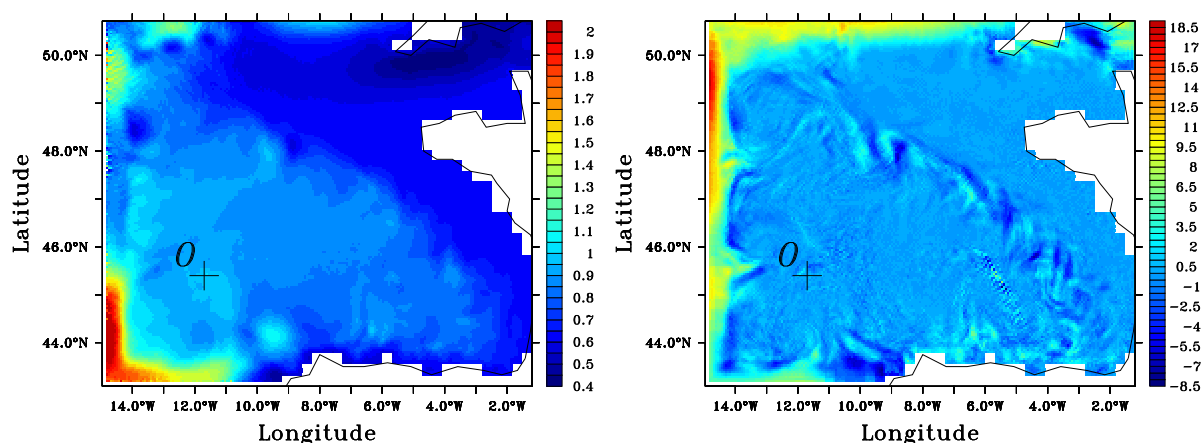 50.0°N
48.0°N
46.0°N
44.0°N
Latitude
O
14.0°W 12.0°W 10.0°W 8.0°W 6.0°W 4.0°W 2.0°W
Longitude
2
1.9
1.8
1.7
1.6
1.5
1.4
1.3
1.2
1.1
1
0.9
0.8
0.7
0.6
0.5
0.4
50.0°N
48.0°N
46.0°N
44.0°N
Latitude
O
14.0°W 12.0°W 10.0°W 8.0°W 6.0°W 4.0°W 2.0°W
Longitude
18.5
17
15.5
14
12.5
11
9.5
8
6.5
5
3.5
2
0.5
−1
−2.5
−4
−5.5
−7
−8.5